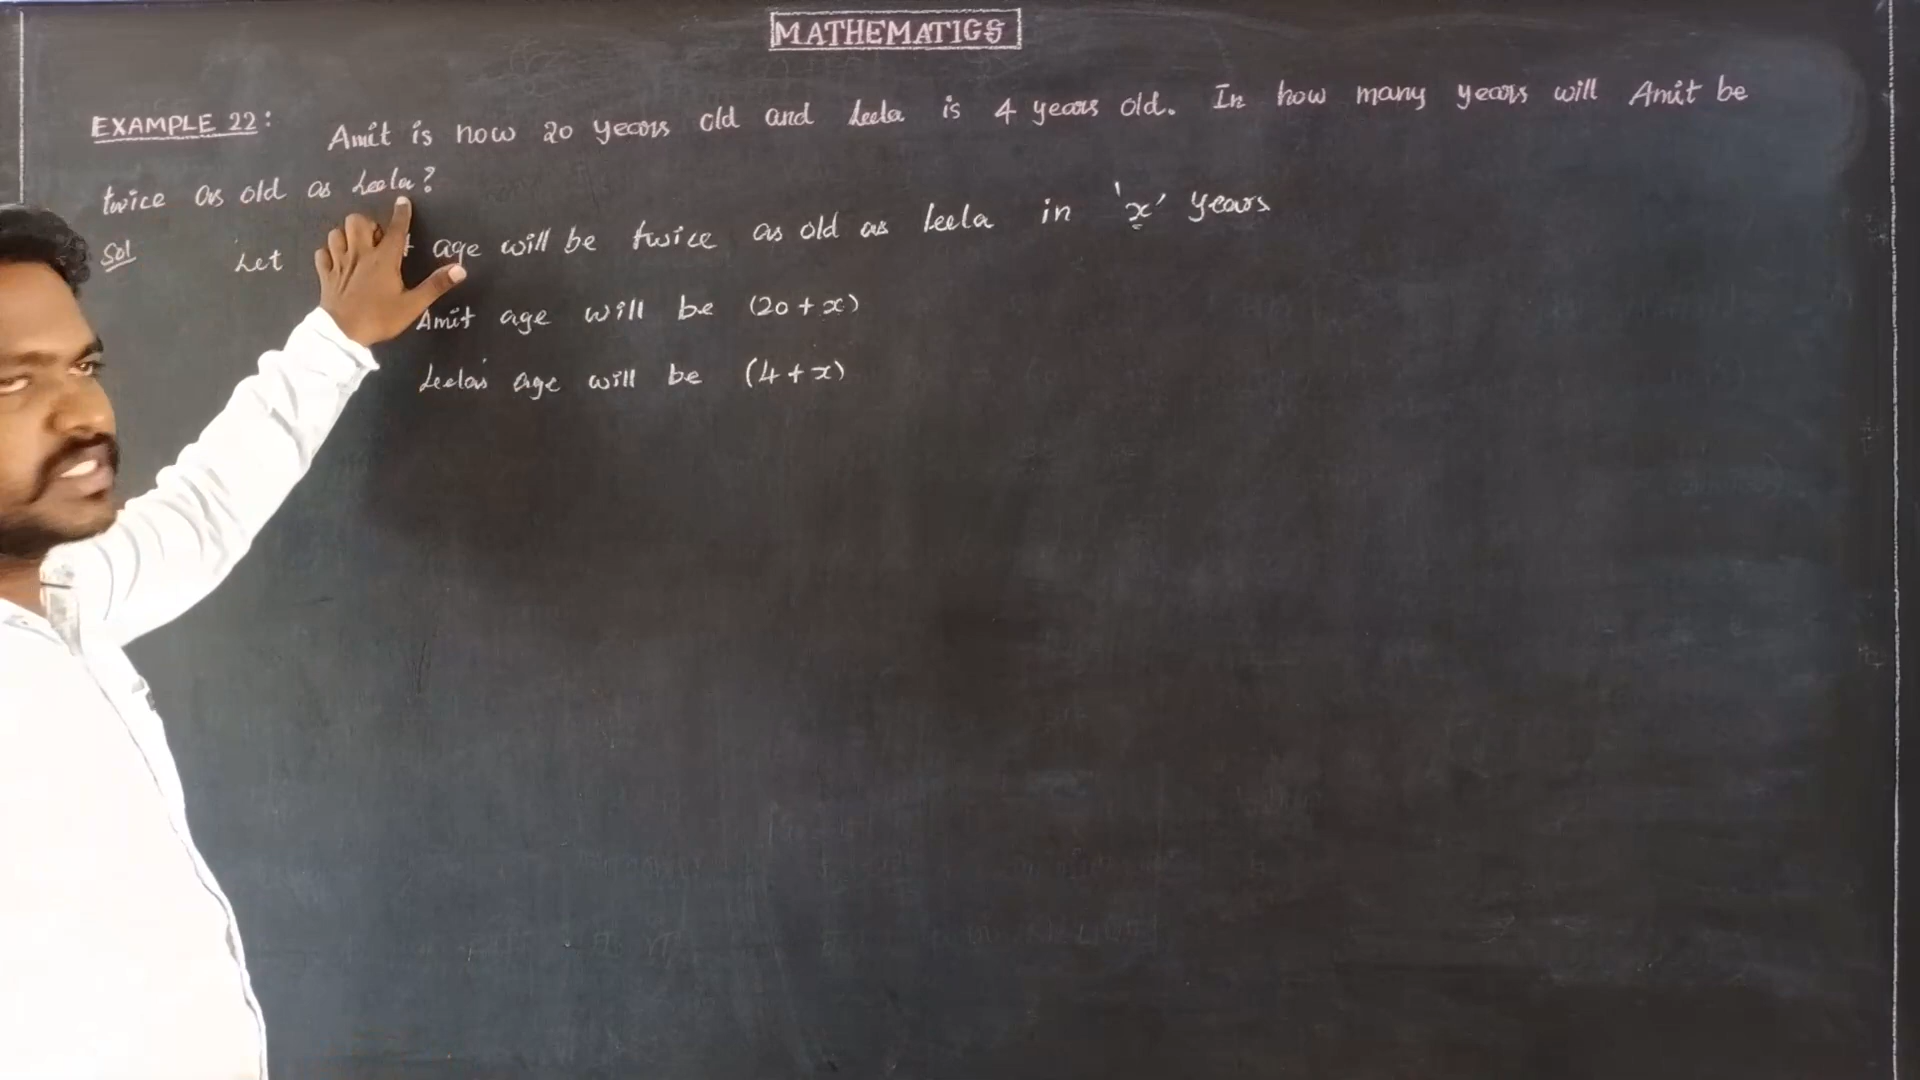 MATHEMATICS
EXAMPLE 22: Amit is now 20 years old and Leela is 4 years old. In how many years will Amit be
twice as old as Leela?
Sol Let age will be twice as old as Leela in 'x' years
Amit age will be (20 + x)
Leela's age will be (4 + x)